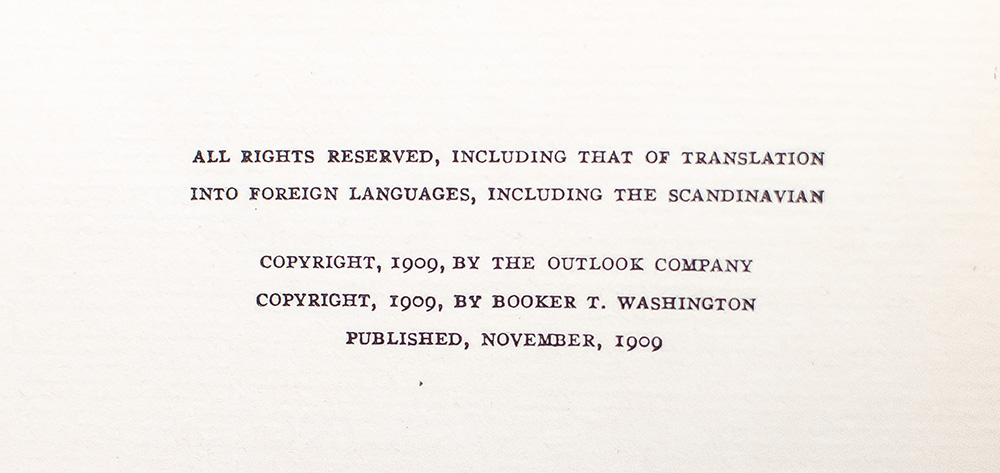 ALL RIGHTS RESERVED, INCLUDING THAT OF TRANSLATION
INTO FOREIGN LANGUAGES, INCLUDING THE SCANDINAVIAN
COPYRIGHT, 1909, BY THE OUTLOOK COMPANY
COPYRIGHT, 1909, BY BOOKER T. WASHINGTON
PUBLISHED, NOVEMBER, 1909